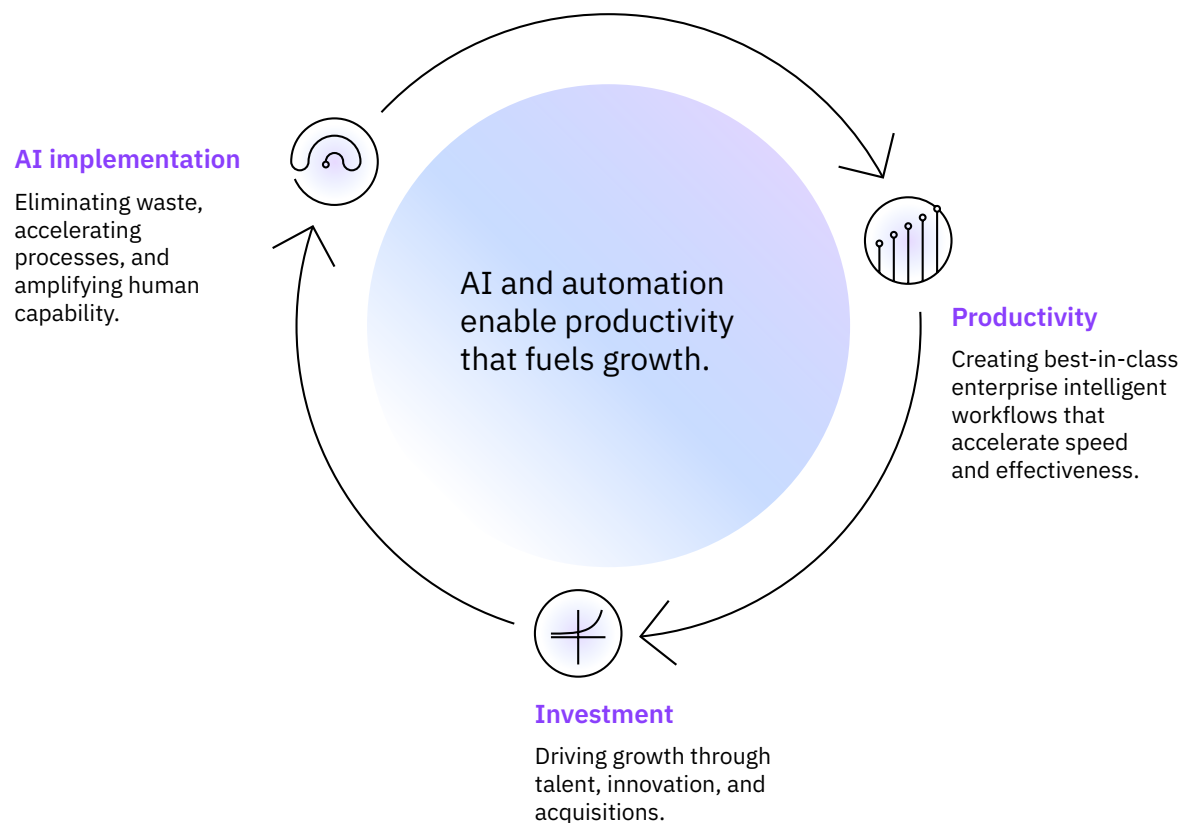 AI implementation
Eliminating waste,
accelerating
processes, and
amplifying human
capability.
AI and automation
enable productivity
that fuels growth.
Productivity
Creating best-in-class
enterprise intelligent
workflows that
accelerate speed
and effectiveness.
Investment
Driving growth through
talent, innovation, and
acquisitions.